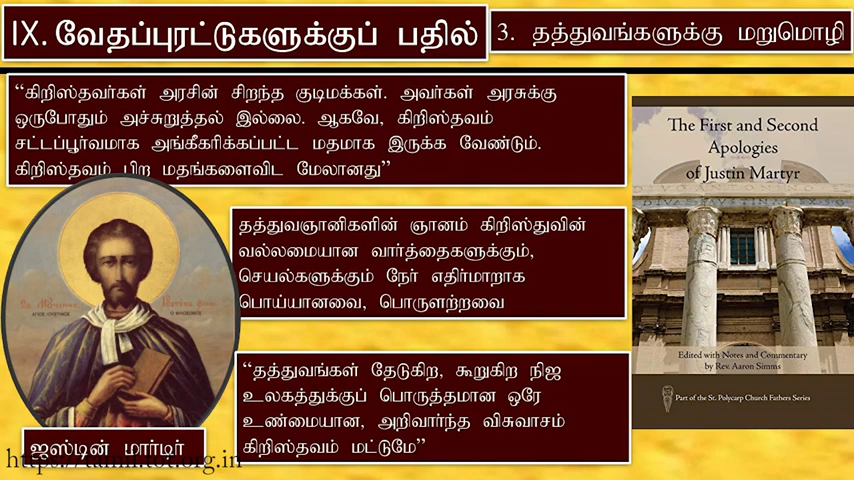 IX. வேதப்புரட்டுகளுக்குப் பதில்
3. தத்துவங்களுக்கு மறுமொழி
“கிறிஸ்தவர்கள் அரசின் சிறந்த குடிமக்கள். அவர்கள் அரசுக்கு
ஒருபோதும் அச்சுறுத்தல் இல்லை. ஆகவே, கிறிஸ்தவம்
சட்டப்பூர்வமாக அங்கீகரிக்கப்பட்ட மதமாக இருக்க வேண்டும்.
கிறிஸ்தவம் பிற மதங்களைவிட மேலானது”
தத்துவஞானிகளின் ஞானம் கிறிஸ்துவின்
வல்லமையான வார்த்தைகளுக்கும்,
செயல்களுக்கும் நேர் எதிர்மாறாக
பொய்யானவை, பொருளற்றவை
“தத்துவங்கள் தேடுகிற, கூறுகிற நிஜ
உலகத்துக்குப் பொருத்தமான ஒரே
உண்மையான, அறிவார்ந்த விசுவாசம்
கிறிஸ்தவம் மட்டுமே”
ஜஸ்டின் மார்டிர்
The First and Second
Apologies
of Justin Martyr
Edited with Notes and Commentary
by Rev. Aaron Simms
Part of the St. Polycarp Church Fathers Series